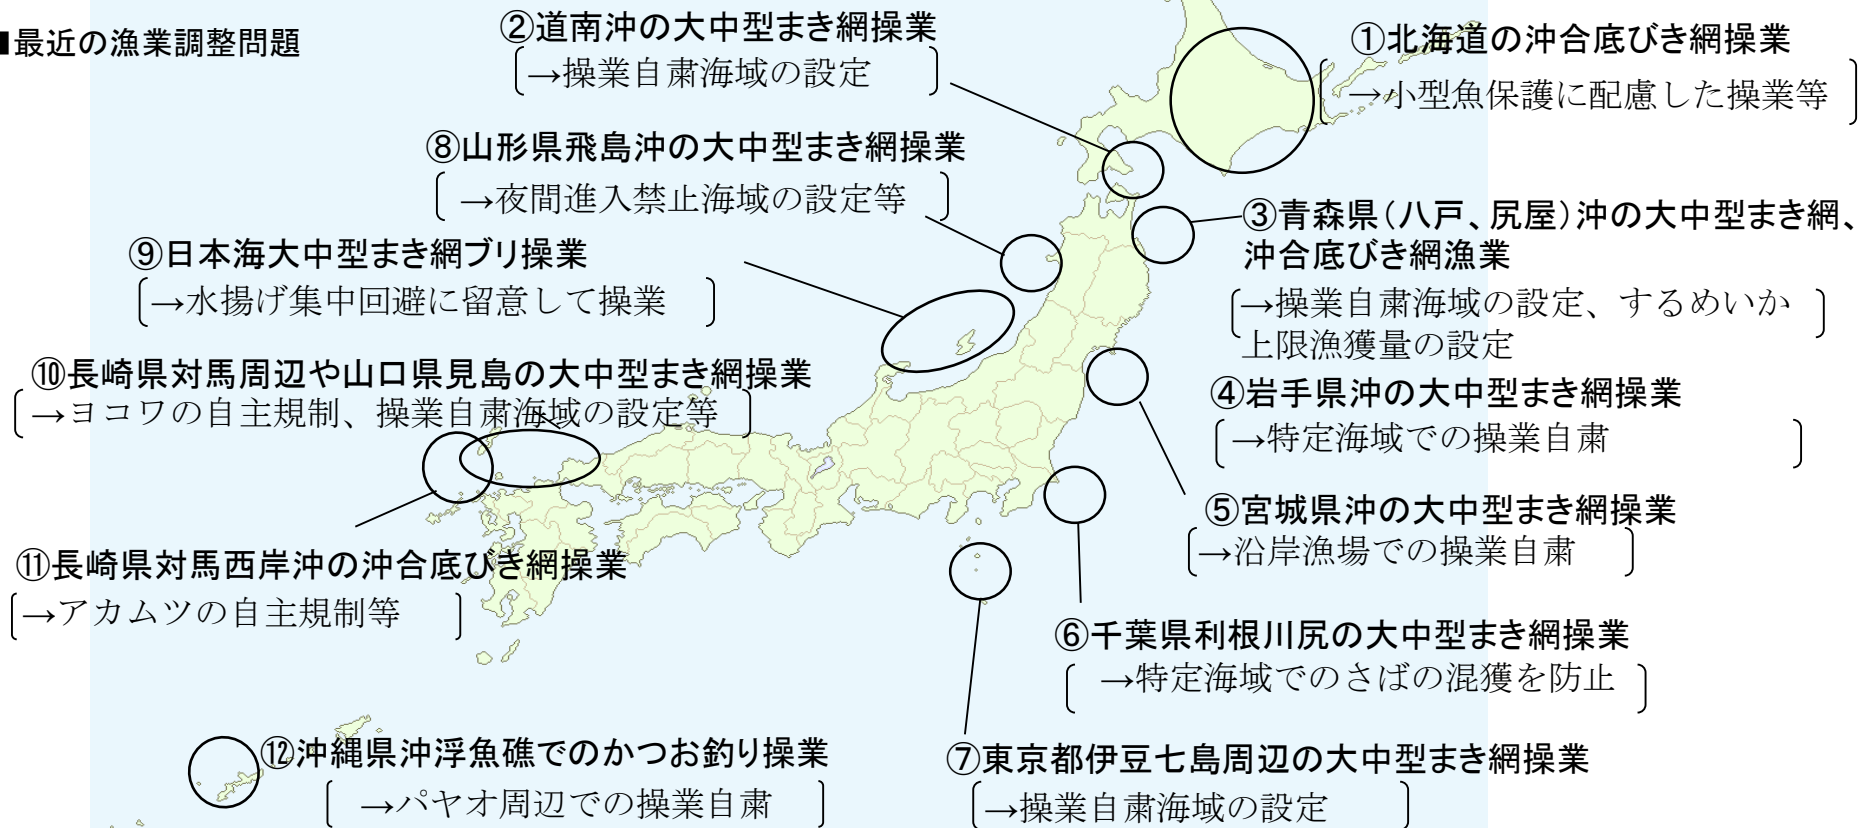 ■最近の漁業調整問題
②道南沖の大中型まき網操業
→操業自粛海域の設定
①北海道の沖合底びき網操業
→小型魚保護に配慮した操業等
⑧山形県飛島沖の大中型まき網操業
→夜間進入禁止海域の設定等
③青森県(八戸、尻屋)沖の大中型まき網、
沖合底びき網漁業
→操業自粛海域の設定、するめいか
上限漁獲量の設定
⑨日本海大中型まき網ブリ操業
→水揚げ集中回避に留意して操業
⑩長崎県対馬周辺や山口県見島の大中型まき網操業
→ヨコワの自主規制、操業自粛海域の設定等
④岩手県沖の大中型まき網操業
→特定海域での操業自粛
⑤宮城県沖の大中型まき網操業
→沿岸漁場での操業自粛
⑪長崎県対馬西岸沖の沖合底びき網操業
→アカムツの自主規制等
⑥千葉県利根川尻の大中型まき網操業
→特定海域でのさばの混獲を防止
⑫沖縄県沖浮魚礁でのかつお釣り操業
→パヤオ周辺での操業自粛
⑦東京都伊豆七島周辺の大中型まき網操業
→操業自粛海域の設定